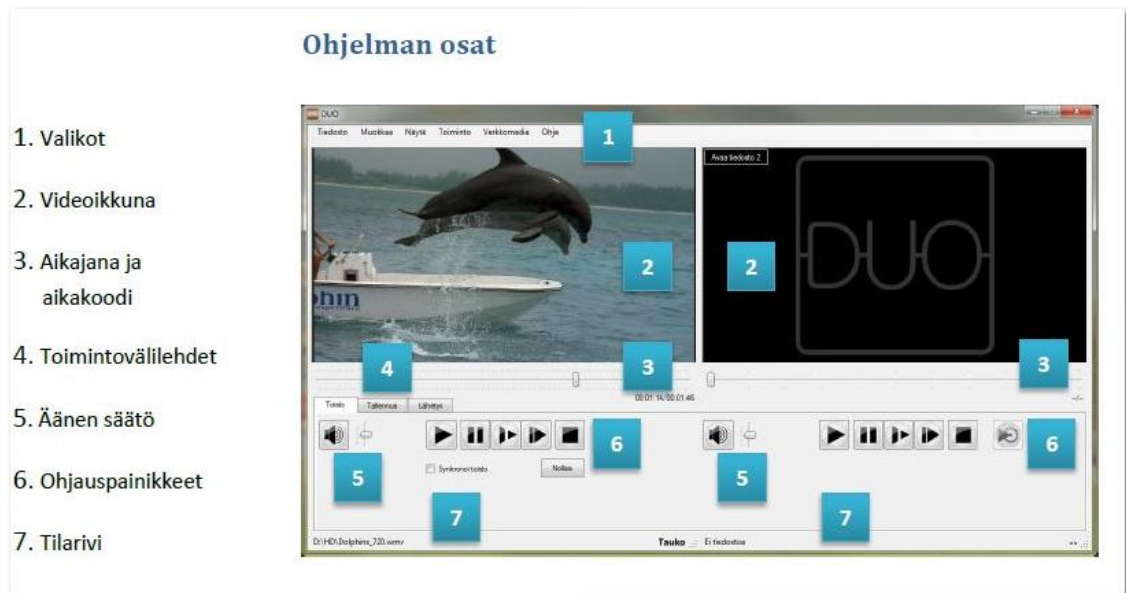 Ohjelman osat
1. Valikot
2. Videoikkuna
3. Aikajana ja
aikakoodi
4. Toimintovälilehdet
5. Äänen säätö
6. Ohjauspainikkeet
7. Tilarivi
DUO
Tiedosto Muokkaa Näytä Toiminto Verkkomedia Ohje
1
Avaa tiedosto 2
DUO
2
2
phin
experience
3
3
4
00:01:14/00:01:46
-/-
Toisto Tallennus Lähetys
6
6
5
5
Synkronoi toisto
Nollaa
7
7
D:\HD\Dolphins_720.wmv
Tauko
Ei tiedostoa
--